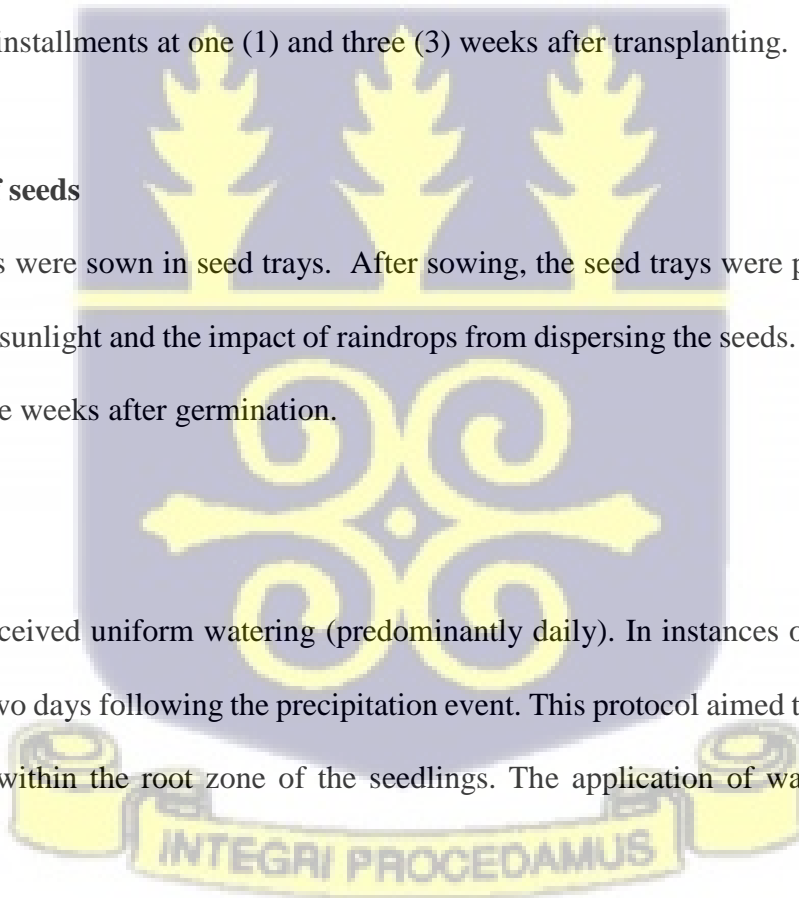 installments at one (1) and three (3) weeks after transplanting.
seeds
were sown in seed trays. After sowing, the seed trays were
sunlight and the impact of raindrops from dispersing the seeds.
weeks after germination.
uniform watering (predominantly daily). In instances
days following the precipitation event. This protocol aimed
within the root zone of the seedlings. The application of
INTEGRI PROCEDAMUS